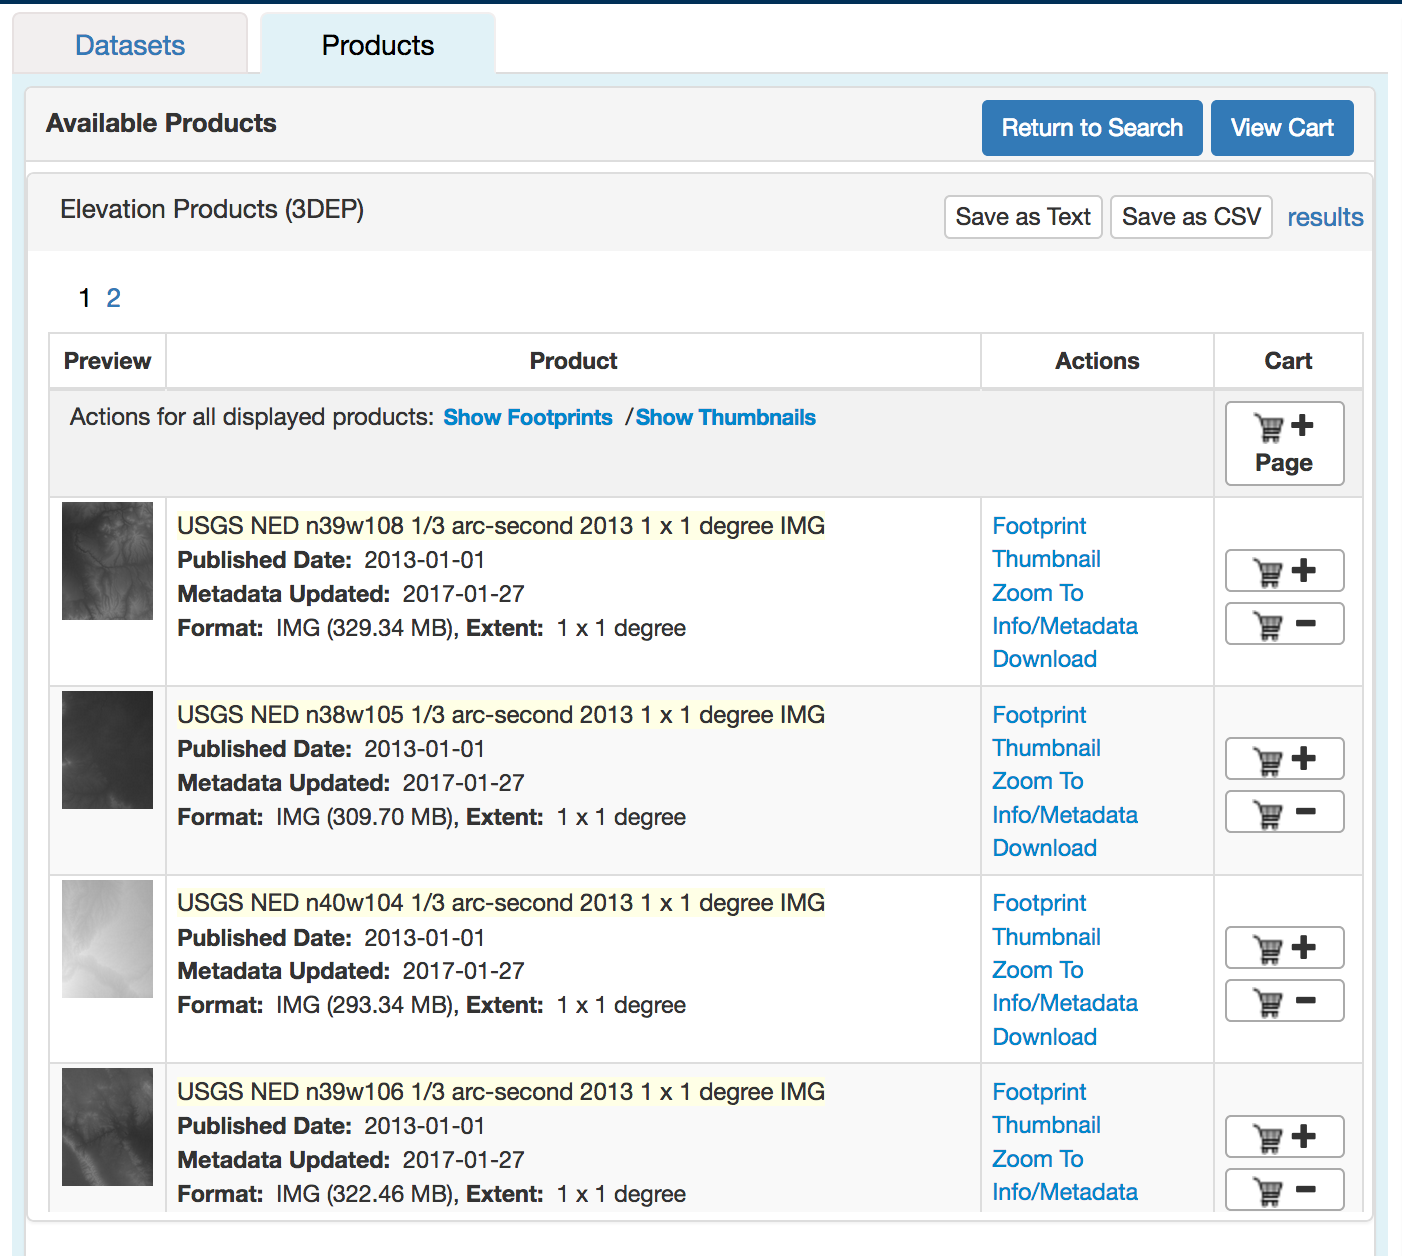 Datasets
Products
Available Products
Return to Search
View Cart
Elevation Products (3DEP)
Save as Text
Save as CSV
results
1 2
Preview
Product
Actions
Cart
Actions for all displayed products: Show Footprints / Show Thumbnails
Page
USGS NED n39w108 1/3 arc-second 2013 1 x 1 degree IMG
Published Date: 2013-01-01
Metadata Updated: 2017-01-27
Format: IMG (329.34 MB), Extent: 1 x 1 degree
Footprint
Thumbnail
Zoom To
Info/Metadata
Download
USGS NED n38w105 1/3 arc-second 2013 1 x 1 degree IMG
Published Date: 2013-01-01
Metadata Updated: 2017-01-27
Format: IMG (309.70 MB), Extent: 1 x 1 degree
Footprint
Thumbnail
Zoom To
Info/Metadata
Download
USGS NED n40w104 1/3 arc-second 2013 1 x 1 degree IMG
Published Date: 2013-01-01
Metadata Updated: 2017-01-27
Format: IMG (293.34 MB), Extent: 1 x 1 degree
Footprint
Thumbnail
Zoom To
Info/Metadata
Download
USGS NED n39w106 1/3 arc-second 2013 1 x 1 degree IMG
Published Date: 2013-01-01
Metadata Updated: 2017-01-27
Format: IMG (322.46 MB), Extent: 1 x 1 degree
Footprint
Thumbnail
Zoom To
Info/Metadata